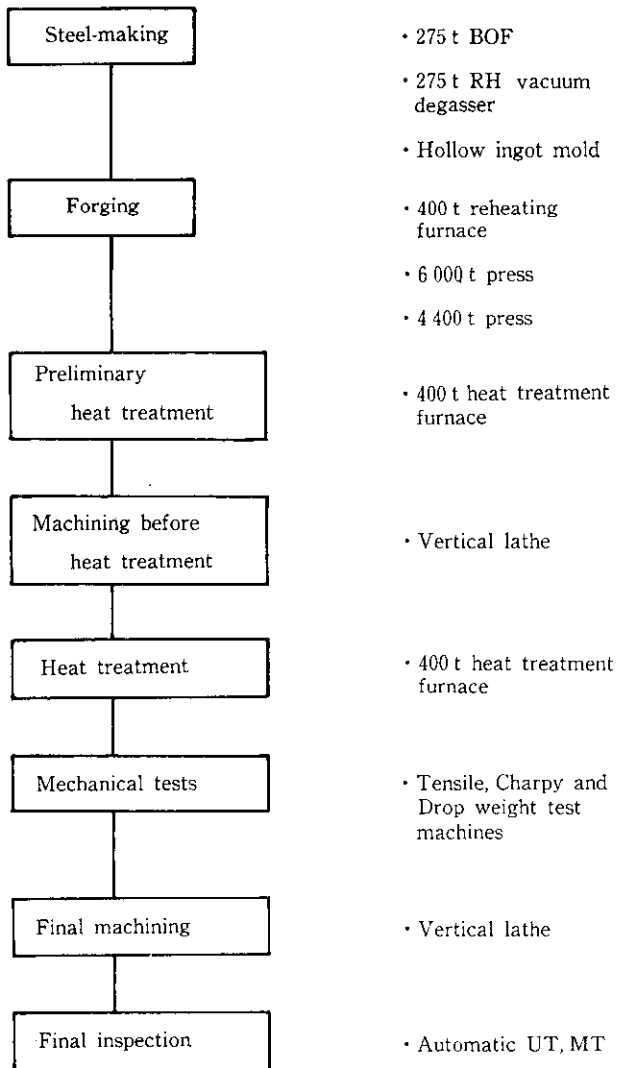 Steel-making
· 275 t BOF
· 275 t RH vacuum
degasser
· Hollow ingot mold
Forging
· 400 t reheating
furnace
· 6 000 t press
· 4 400 t press
Preliminary
heat treatment
· 400 t heat treatment
furnace
Machining before
heat treatment
· Vertical lathe
Heat treatment
· 400 t heat treatment
furnace
Mechanical tests
· Tensile, Charpy and
Drop weight test
machines
Final machining
· Vertical lathe
Final inspection
· Automatic UT, MT